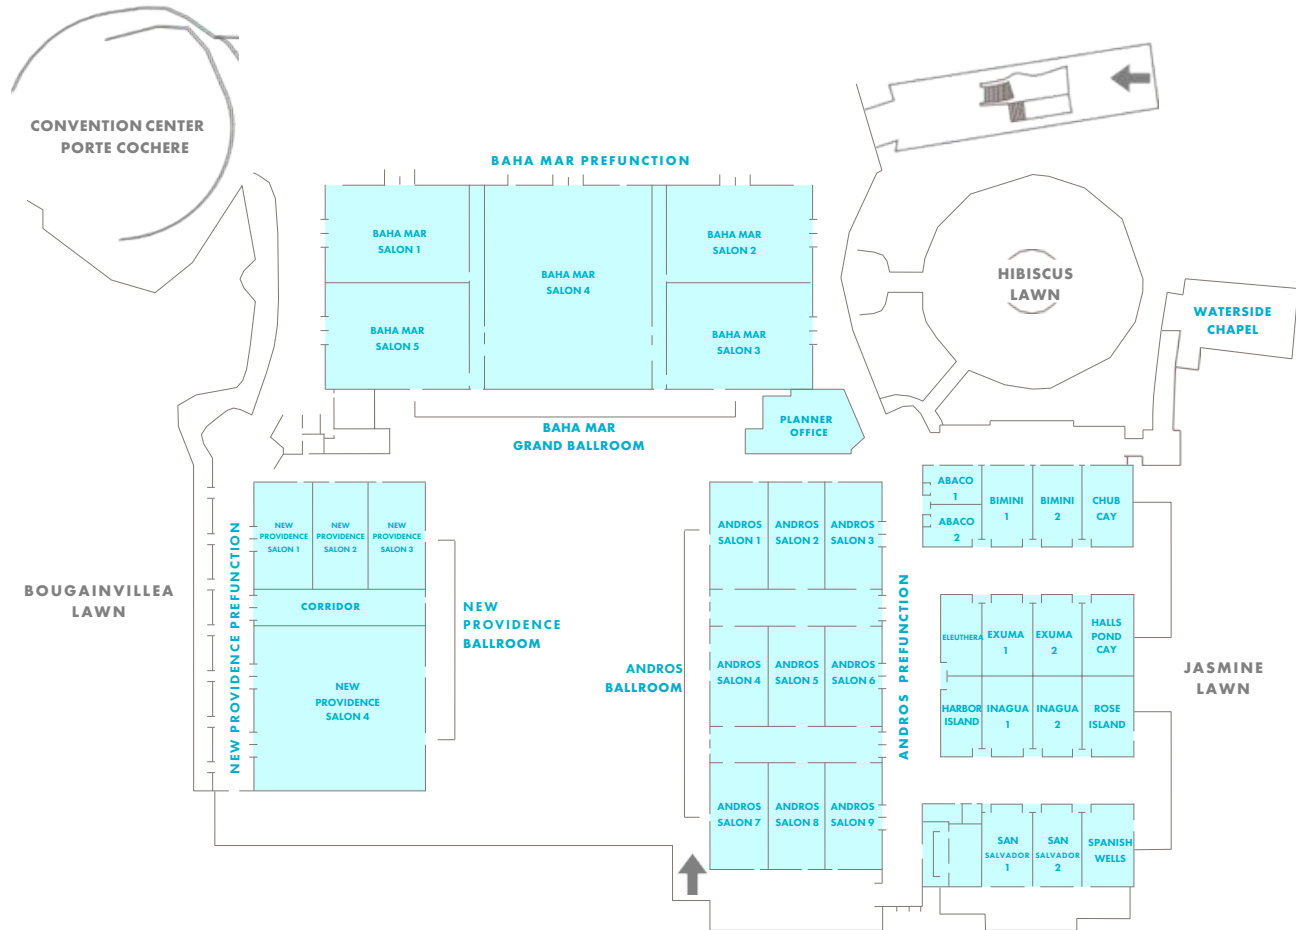 CONVENTION CENTER
PORTE COCHERE
BAHA MAR PREFUNCTION
BAHA MAR
SALON 1
BAHA MAR
SALON 2
BAHA MAR
SALON 4
BAHA MAR
SALON 5
BAHA MAR
SALON 3
HIBISCUS
LAWN
WATERSIDE
CHAPEL
BAHA MAR
GRAND BALLROOM
PLANNER
OFFICE
NEW
PROVIDENCE
SALON 1
NEW
PROVIDENCE
SALON 2
NEW
PROVIDENCE
SALON 3
CORRIDOR
NEW
PROVIDENCE
SALON 4
NEW PROVIDENCE PREFUNCTION
BOUGAINVILLEA
LAWN
NEW
PROVIDENCE
BALLROOM
ANDROS
BALLROOM
ANDROS
SALON 1
ANDROS
SALON 2
ANDROS
SALON 3
ANDROS
SALON 4
ANDROS
SALON 5
ANDROS
SALON 6
ANDROS
SALON 7
ANDROS
SALON 8
ANDROS
SALON 9
ANDROS PREFUNCTION
ABACO
1
ABACO
2
BIMINI
1
BIMINI
2
CHUB
CAY
ELEUTHERA
EXUMA
1
EXUMA
2
HALLS
POND
CAY
HARBOR
ISLAND
INAGUA
1
INAGUA
2
ROSE
ISLAND
JASMINE
LAWN
SAN
SALVADOR
1
SAN
SALVADOR
2
SPANISH
WELLS